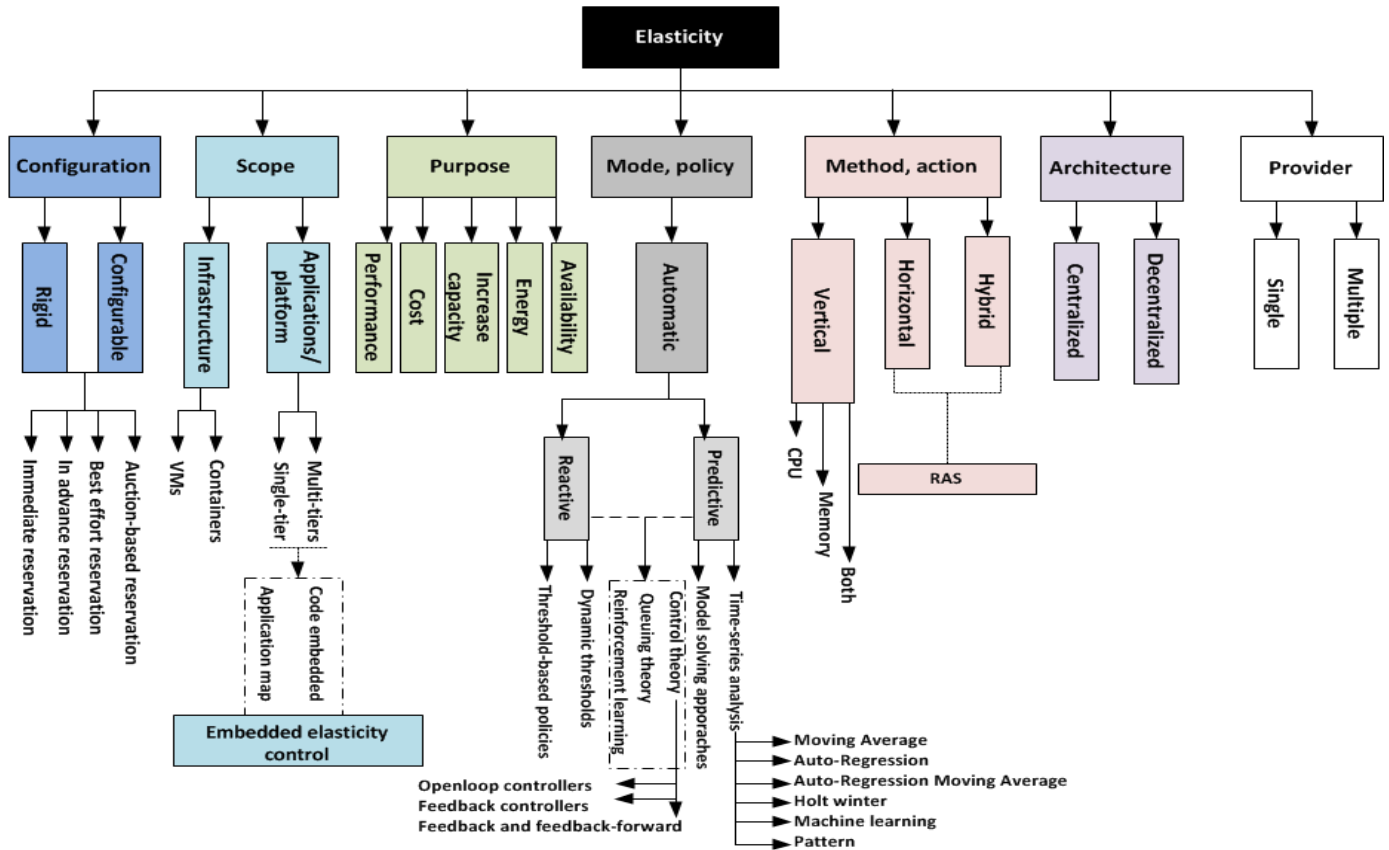 Elasticity
Configuration
Scope
Purpose
Mode, policy
Method, action
Architecture
Provider
Rigid
Configurable
Infrastructure
Applications/
platform
Performance
Cost
Increase
capacity
Energy
Availability
Automatic
Vertical
Horizontal
Hybrid
Centralized
Decentralized
Single
Multiple
Immediate reservation
In advance reservation
Best effort reservation
Auction-based reservation
VMs
Containers
Single-tier
Multi-tiers
Reactive
Predictive
CPU
Memory
Both
RAS
Application map
Code embedded
Embedded elasticity
control
Threshold-based policies
Dynamic thresholds
Reinforcement learning
Queuing theory
Control theory
Model solving apporaches
Time-series analysis
Openloop controllers
Feedback controllers
Feedback and feedback-forward
Moving Average
Auto-Regression
Auto-Regression Moving Average
Holt winter
Machine learning
Pattern